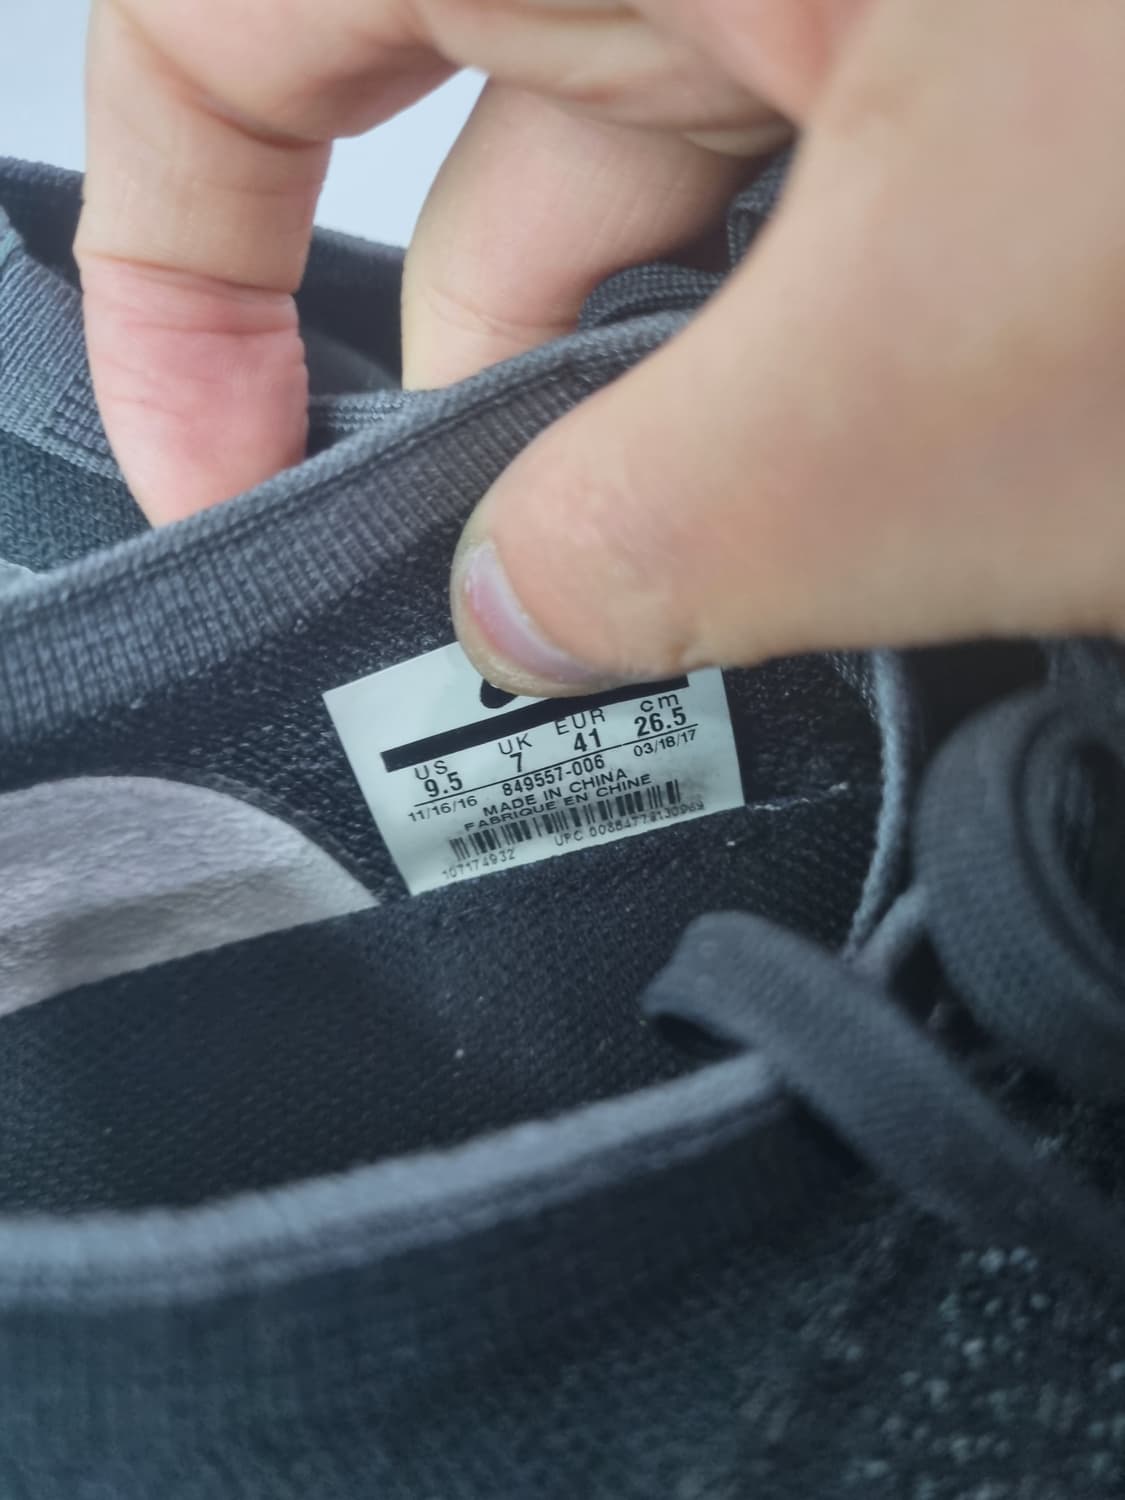 US UK EUR cm
9.5 7 41 26.5
11/16/16 849557-006 03/18/17
MADE IN CHINA
FABRIQUE EN CHINE
107174932 UPC